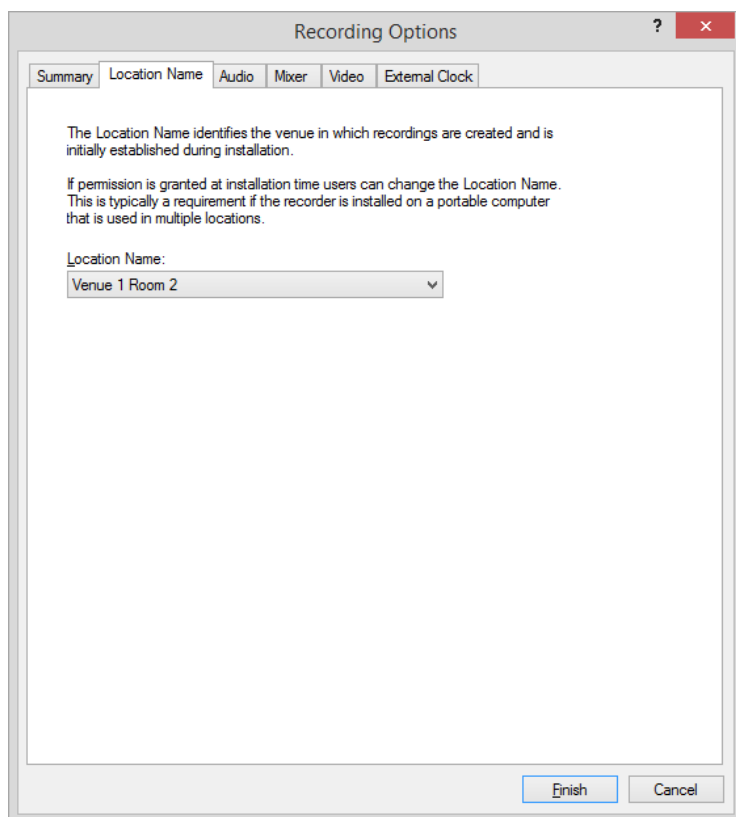 Recording Options
? ×
Summary Location Name Audio Mixer Video External Clock
The Location Name identifies the venue in which recordings are created and is
initially established during installation.
If permission is granted at installation time users can change the Location Name.
This is typically a requirement if the recorder is installed on a portable computer
that is used in multiple locations.
Location Name:
Venue 1 Room 2
Finish Cancel